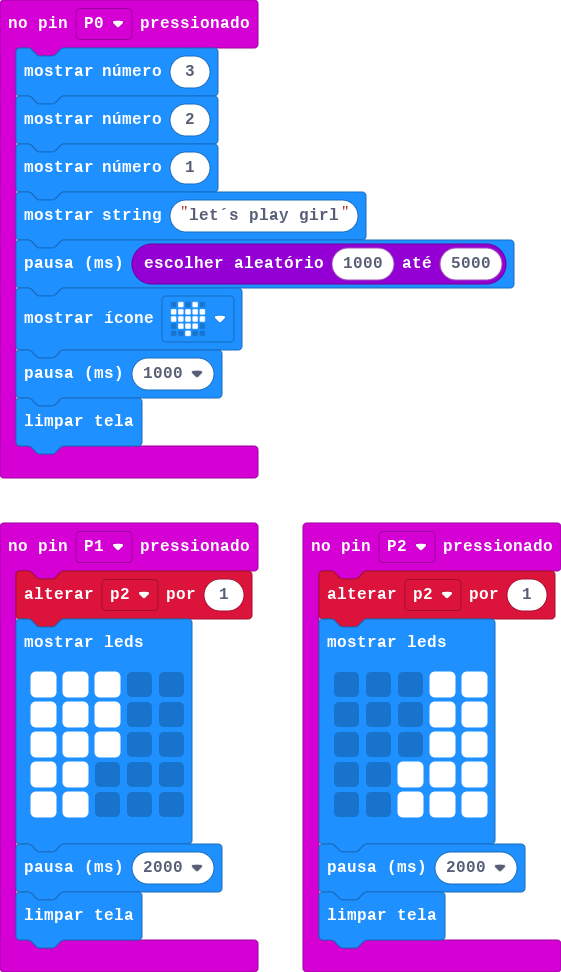 no pin P0 pressionado
mostrar número 3
mostrar número 2
mostrar número 1
mostrar string "let´s play girl"
pausa (ms) escolher aleatório 1000 até 5000
mostrar ícone
pausa (ms) 1000
limpar tela
no pin P1 pressionado
alterar p2 por 1
mostrar leds
pausa (ms) 2000
limpar tela
no pin P2 pressionado
alterar p2 por 1
mostrar leds
pausa (ms) 2000
limpar tela